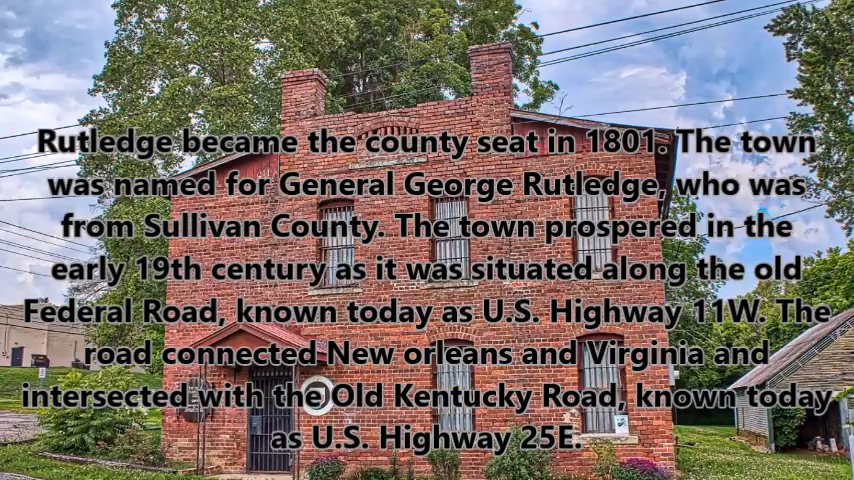 Rutledge became the county seat in 1801. The town
was named for General George Rutledge, who was
from Sullivan County. The town prospered in the
early 19th century as it was situated along the old
Federal Road, known today as U.S. Highway 11W. The
road connected New orleans and Virginia and
intersected with the Old Kentucky Road, known today
as U.S. Highway 25E.